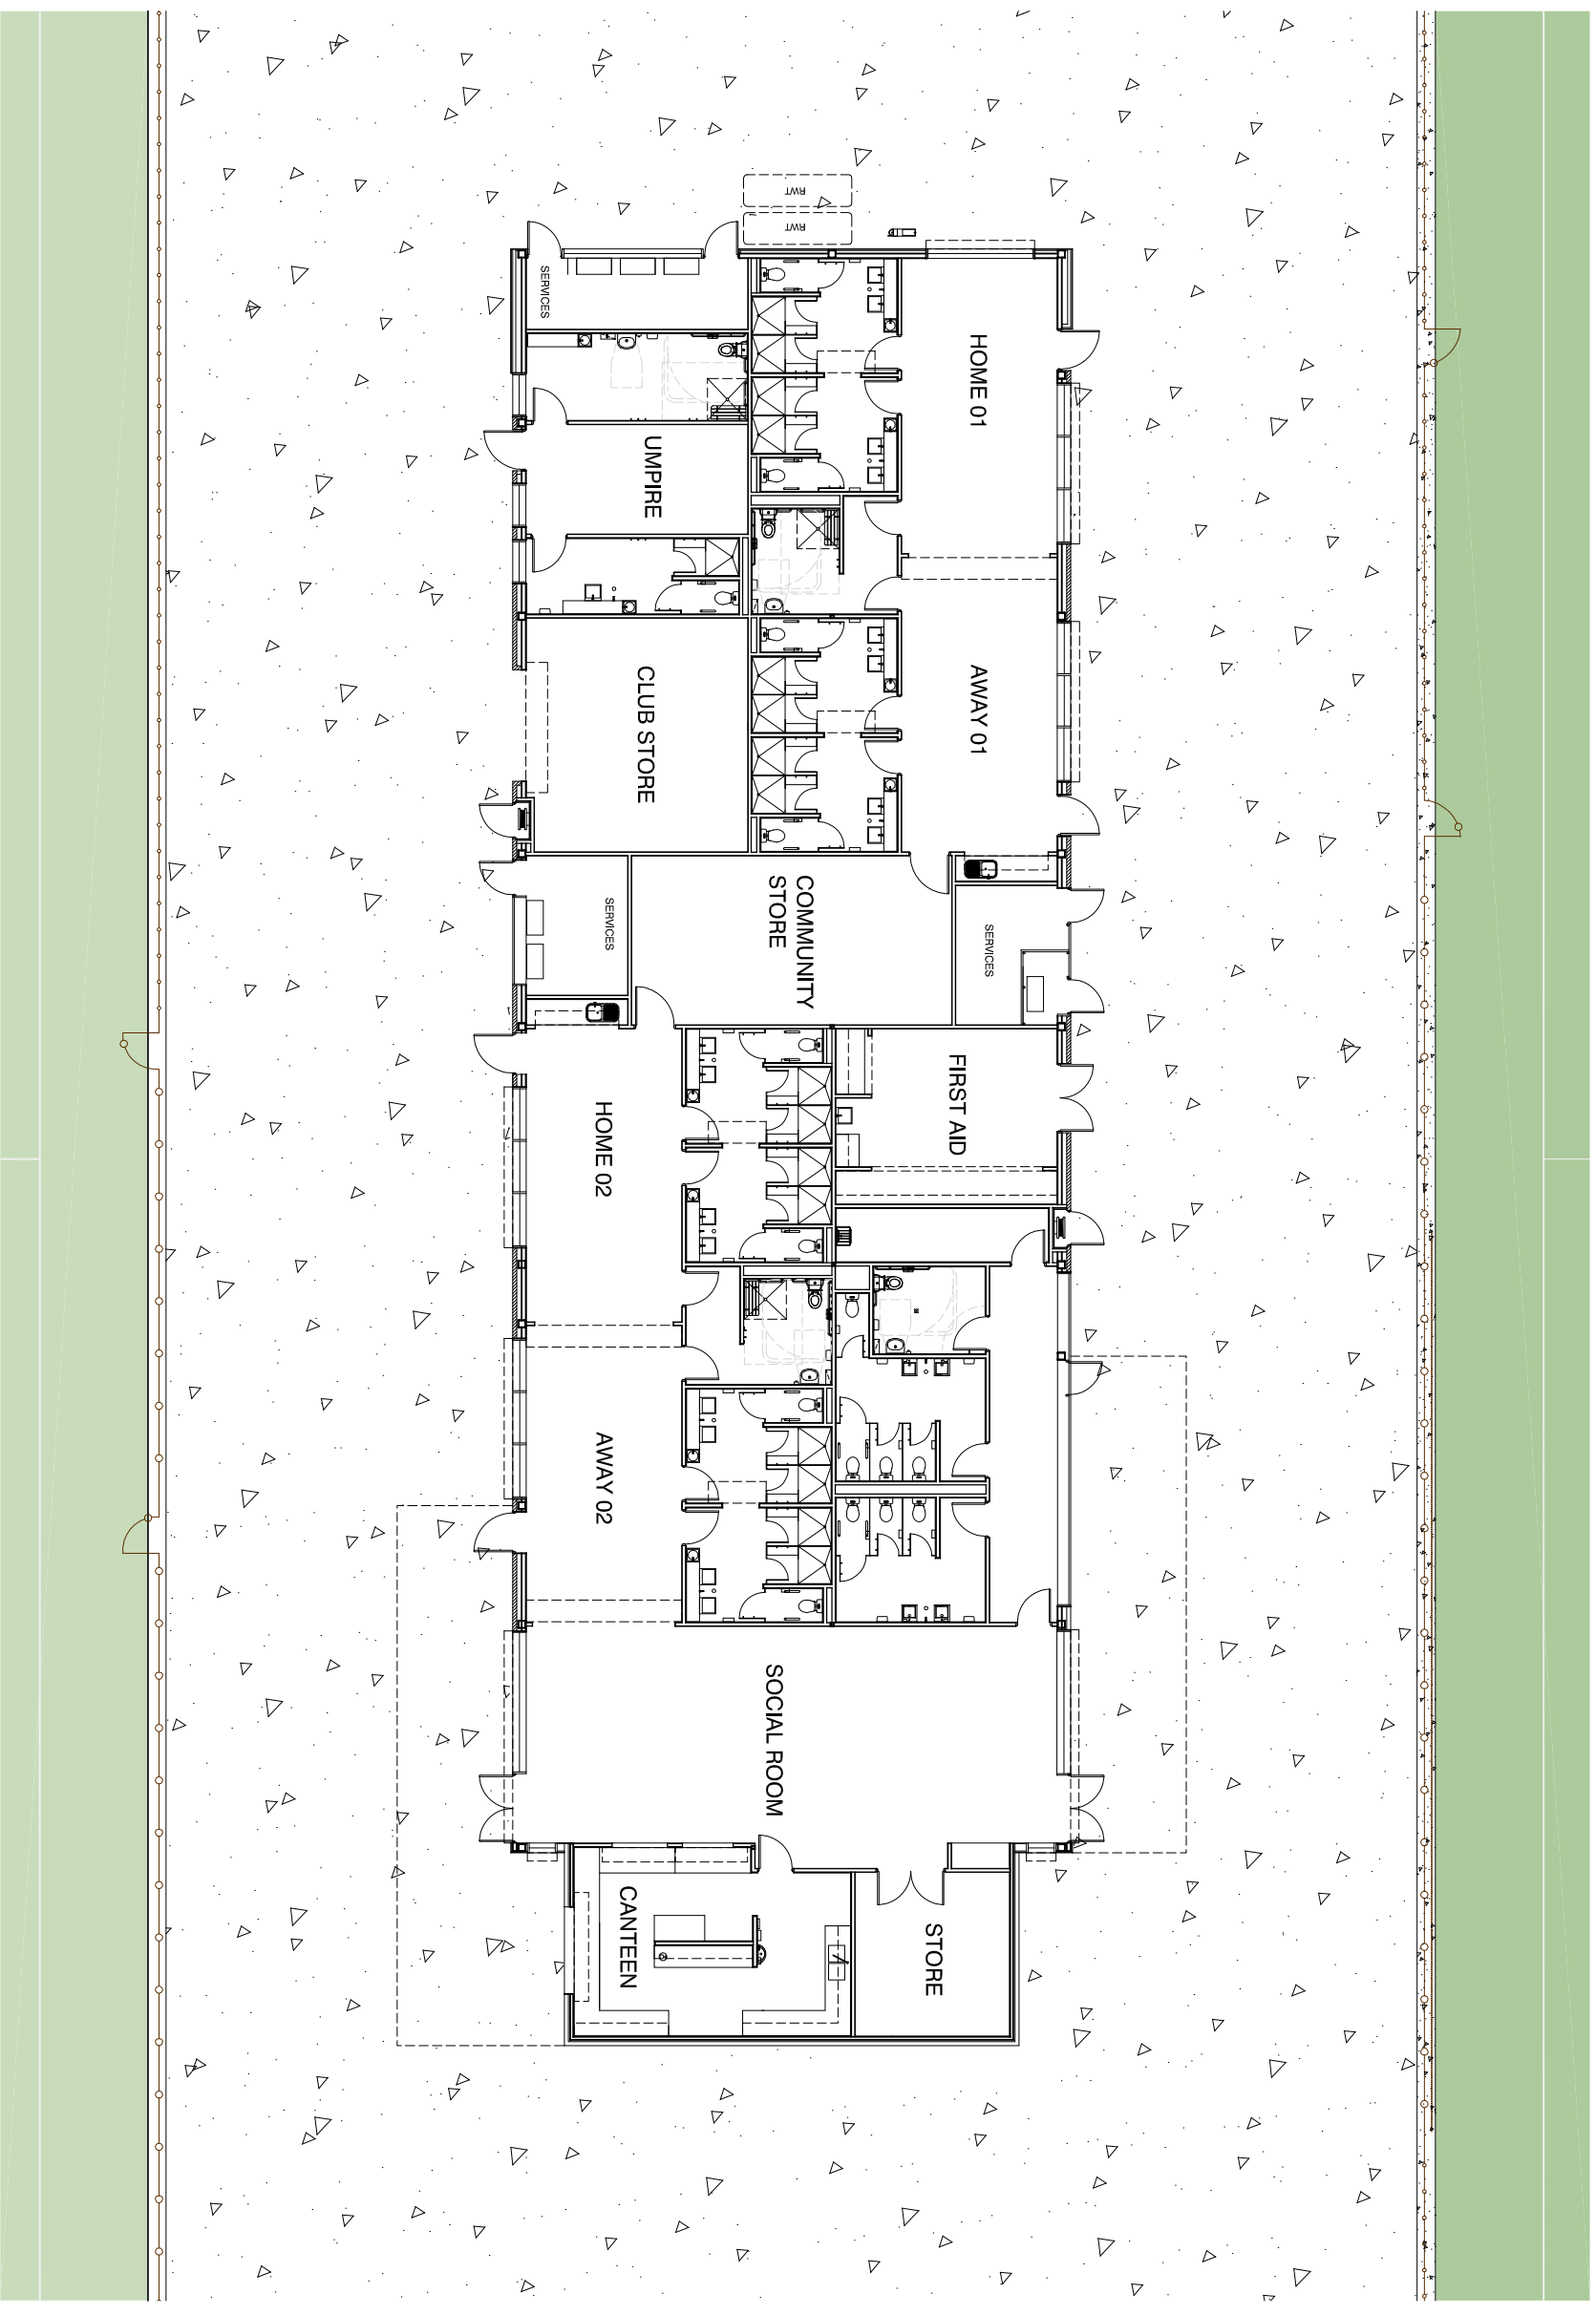 RWT
RWT
SERVICES
HOME 01
UMPIRE
AWAY 01
CLUB STORE
COMMUNITY
STORE
SERVICES
SERVICES
FIRST AID
HOME 02
AWAY 02
SOCIAL ROOM
CANTEEN
STORE